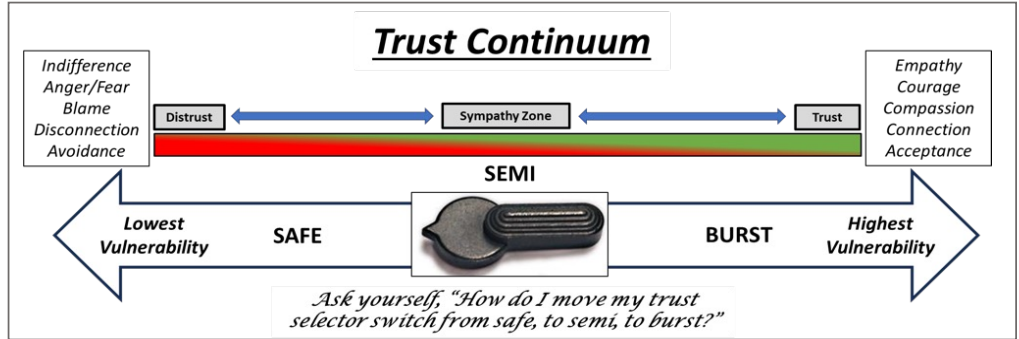 Trust Continuum
Indifference
Anger/Fear
Blame
Disconnection
Avoidance
Distrust
Sympathy Zone
Trust
Empathy
Courage
Compassion
Connection
Acceptance
SEMI
Lowest
Vulnerability
SAFE
BURST
Highest
Vulnerability
Ask yourself, “How do I move my trust
selector switch from safe, to semi, to burst?”